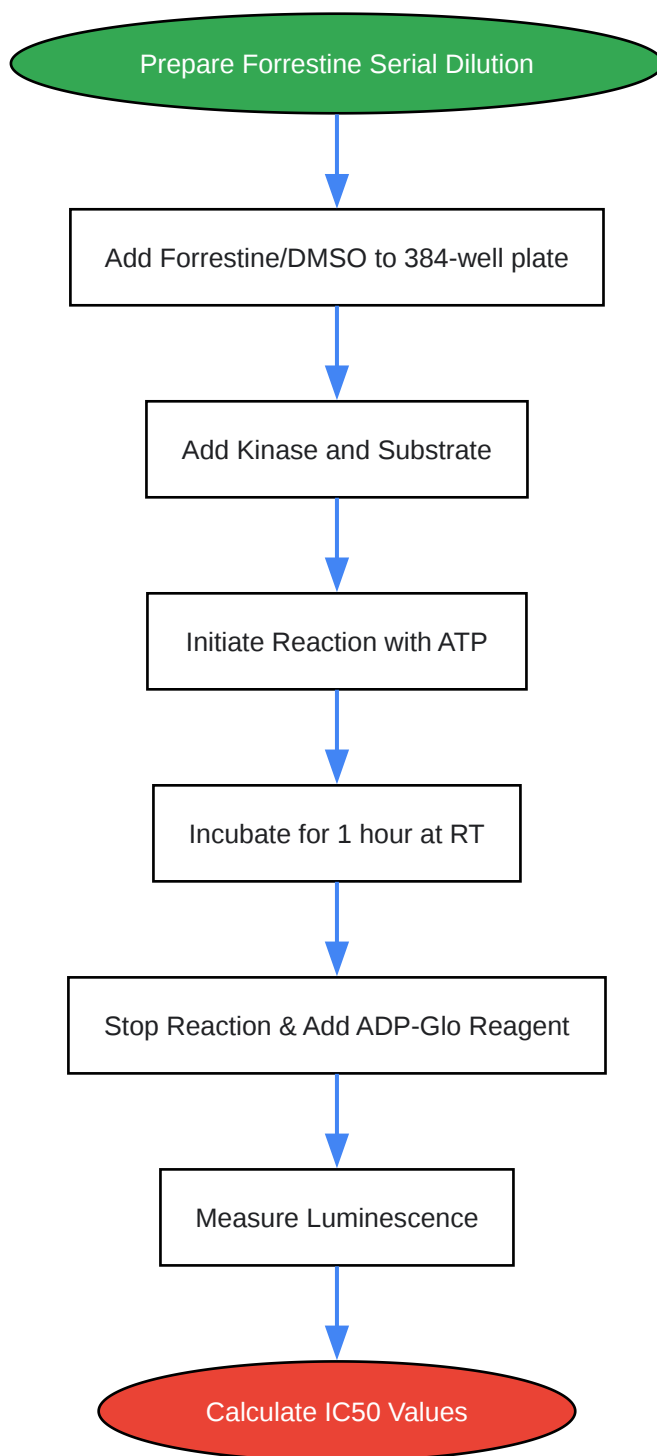 Prepare Forrestine Serial Dilution
Add Forrestine/DMSO to 384-well plate
Add Kinase and Substrate
Initiate Reaction with ATP
Incubate for 1 hour at RT
Stop Reaction & Add ADP-Glo Reagent
Measure Luminescence
Calculate IC50 Values